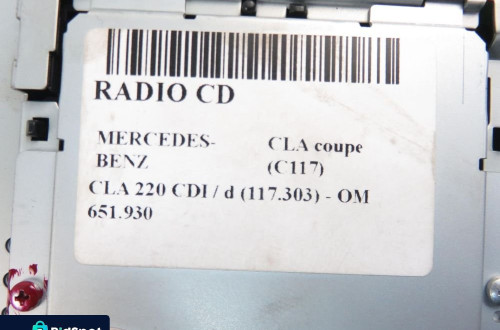 RADIO CD
MERCEDES-
BENZ
CLA coupe
(C117)
CLA 220 CDI / d (117.303) - OM
651.930